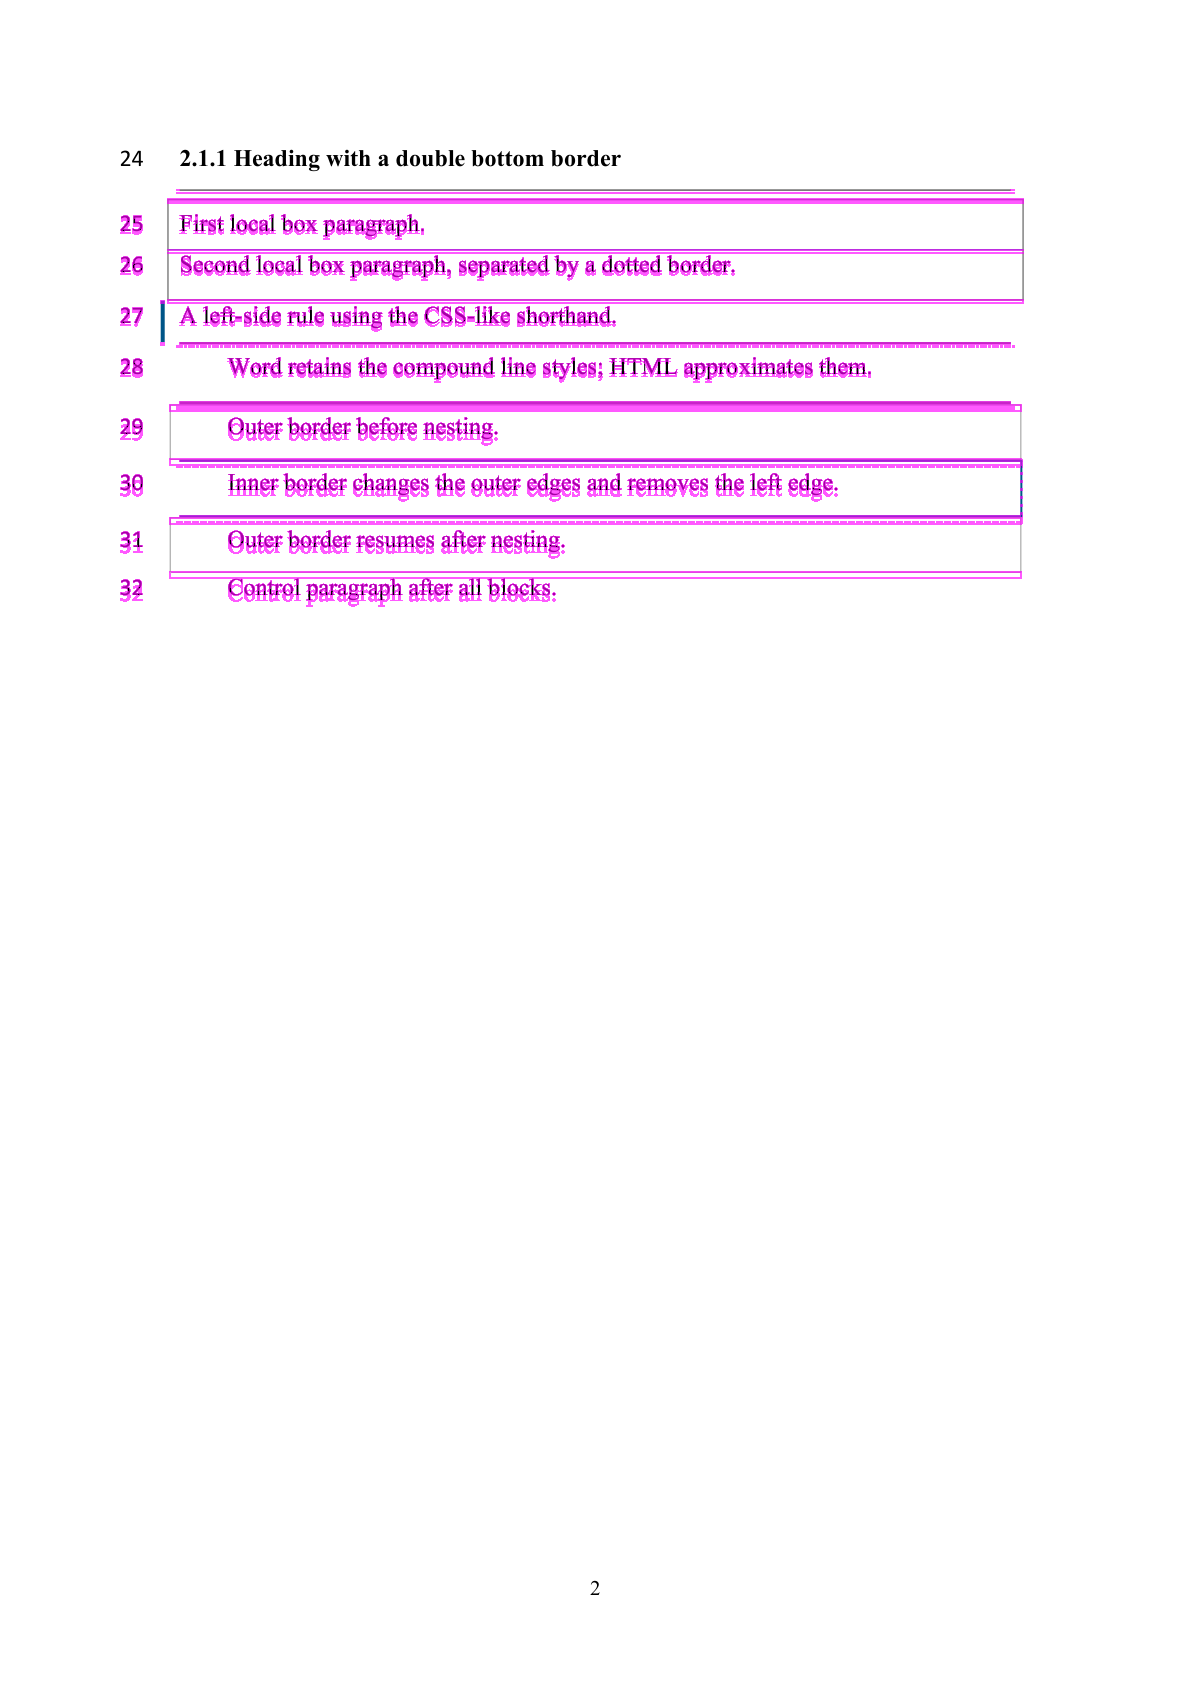 24 2.1.1 Heading with a double bottom border
25 First local box paragraph.
26 Second local box paragraph, separated by a dotted border.
27 A left-side rule using the CSS-like shorthand.
28 Word retains the compound line styles; HTML approximates them.
29 Outer border before nesting.
30 Inner border changes the outer edges and removes the left edge.
31 Outer border resumes after nesting.
32 Control paragraph after all blocks.
2